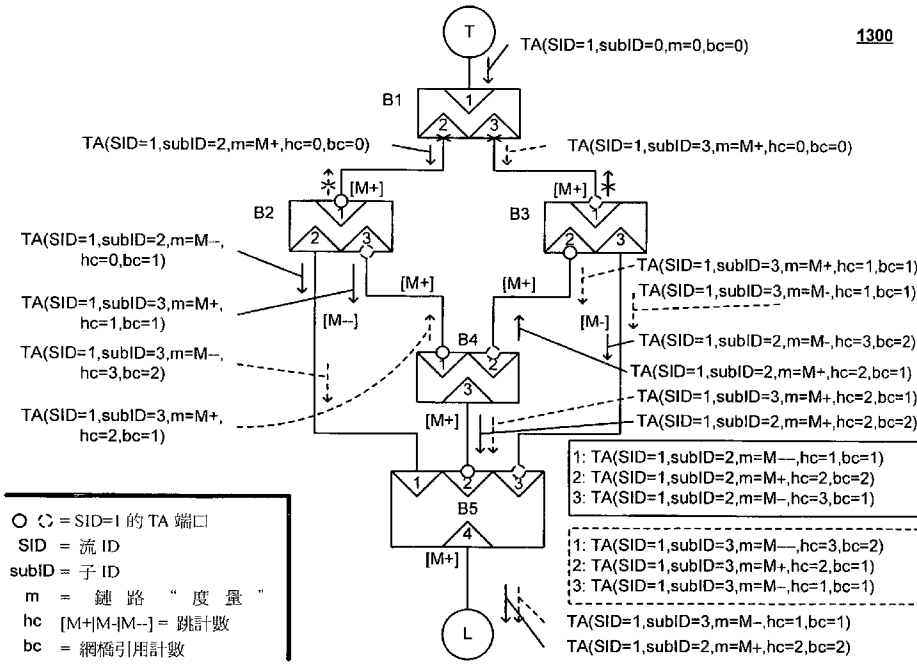 1300
T
TA(SID=1,subID=0,m=0,bc=0)
B1
1
2
3
TA(SID=1,subID=2,m=M+,hc=0,bc=0)
TA(SID=1,subID=3,m=M+,hc=0,bc=0)
[M+]
[M+]
B2
1
2
3
B3
1
2
3
TA(SID=1,subID=2,m=M--,
hc=0,bc=1)
TA(SID=1,subID=3,m=M+,
hc=1,bc=1)
TA(SID=1,subID=3,m=M--,
hc=3,bc=2)
TA(SID=1,subID=3,m=M+,
hc=2,bc=1)
[M--]
[M+]
[M+]
[M-]
TA(SID=1,subID=3,m=M+,hc=1,bc=1)
TA(SID=1,subID=3,m=M-,hc=1,bc=1)
TA(SID=1,subID=2,m=M-,hc=3,bc=2)
TA(SID=1,subID=2,m=M+,hc=2,bc=1)
TA(SID=1,subID=3,m=M+,hc=2,bc=1)
TA(SID=1,subID=2,m=M+,hc=2,bc=2)
B4
1
2
3
[M+]
1
2
3
B5
4
[M+]
1: TA(SID=1,subID=2,m=M---,hc=1,bc=1)
2: TA(SID=1,subID=2,m=M+,hc=2,bc=2)
3: TA(SID=1,subID=2,m=M-,hc=3,bc=1)
1: TA(SID=1,subID=3,m=M---,hc=3,bc=2)
2: TA(SID=1,subID=3,m=M+,hc=2,bc=1)
3: TA(SID=1,subID=3,m=M-,hc=1,bc=1)
L
TA(SID=1,subID=3,m=M-,hc=1,bc=1)
TA(SID=1,subID=2,m=M+,hc=2,bc=2)
= SID=1 的 TA 端口
SID = 流 ID
subID = 子 ID
m = 鏈 路 “ 度 量 ”
hc [M+|M-|M--] = 跳計數
bc = 網橋引用計數